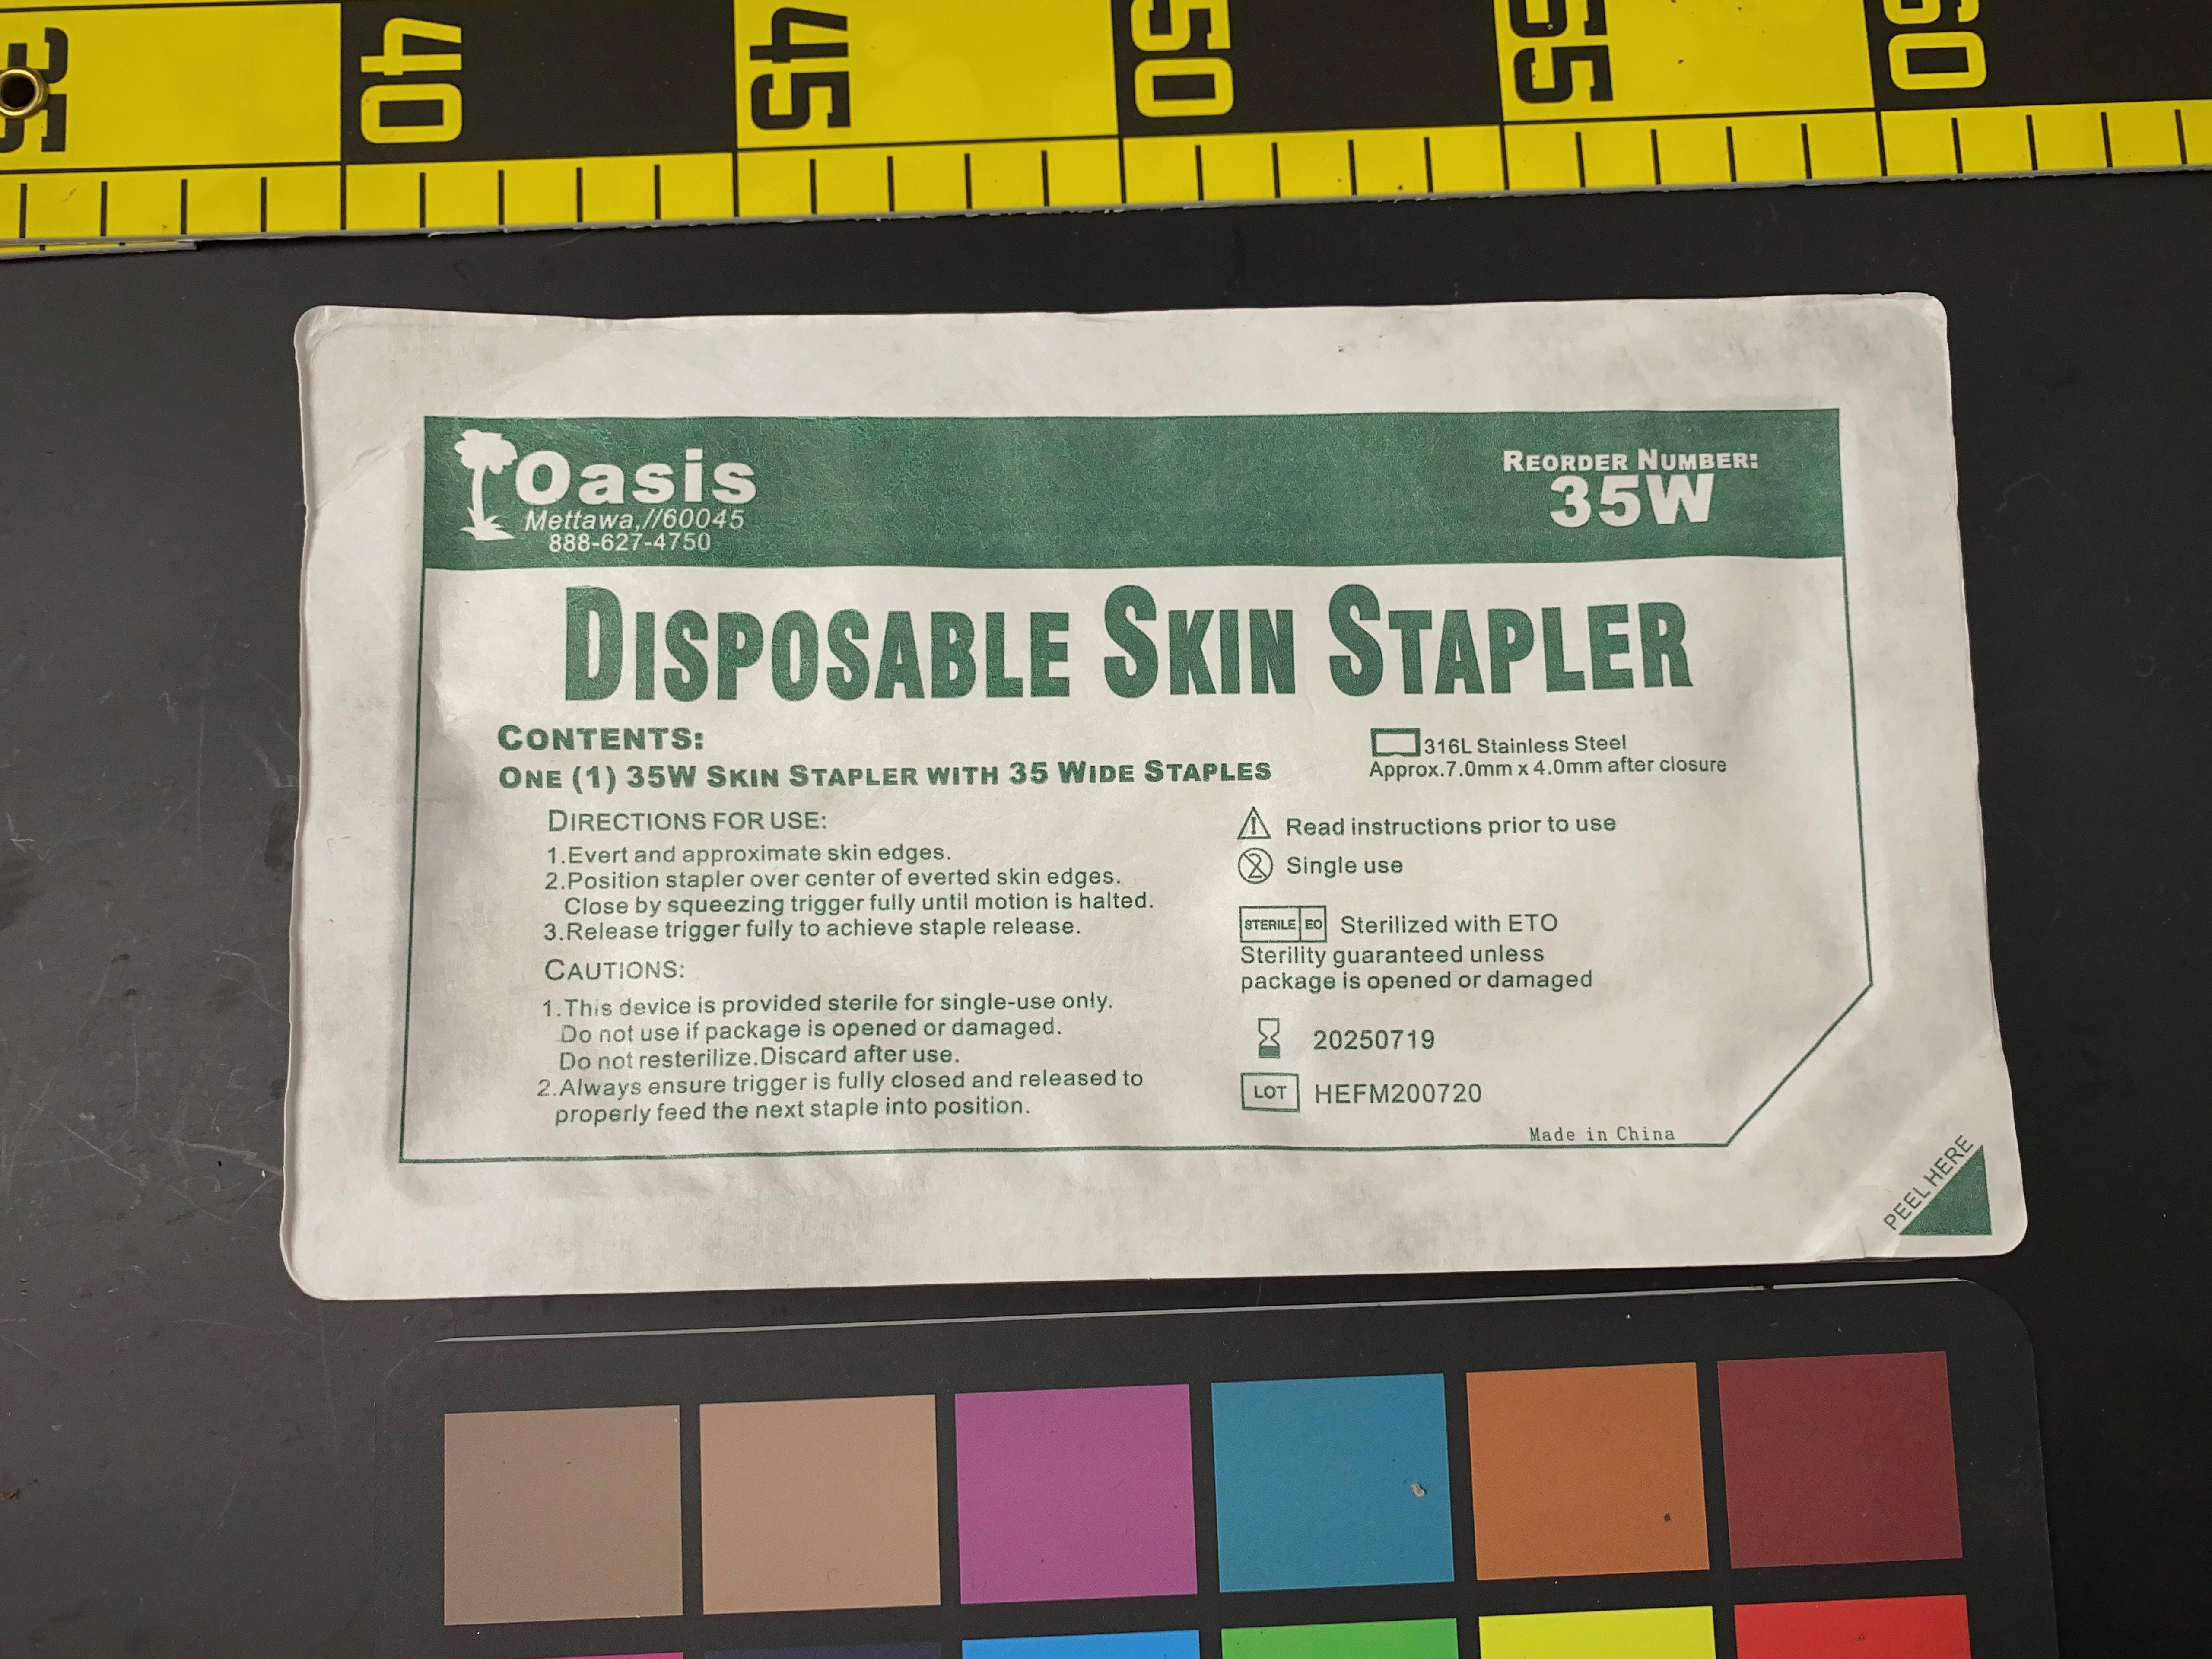 35
40
45
50
55
60
Oasis
Mettawa,//60045
888-627-4750
REORDER NUMBER:
35W
DISPOSABLE SKIN STAPLER
CONTENTS:
ONE (1) 35W SKIN STAPLER WITH 35 WIDE STAPLES
316L Stainless Steel
Approx.7.0mm x 4.0mm after closure
DIRECTIONS FOR USE:
1.Evert and approximate skin edges.
2.Position stapler over center of everted skin edges.
Close by squeezing trigger fully until motion is halted.
3.Release trigger fully to achieve staple release.
CAUTIONS:
1.This device is provided sterile for single-use only.
Do not use if package is opened or damaged.
Do not resterilize.Discard after use.
2.Always ensure trigger is fully closed and released to
properly feed the next staple into position.
Read instructions prior to use
2 Single use
STERILE EO Sterilized with ETO
Sterility guaranteed unless
package is opened or damaged
20250719
LOT HEFM200720
Made in China
PEEL HERE